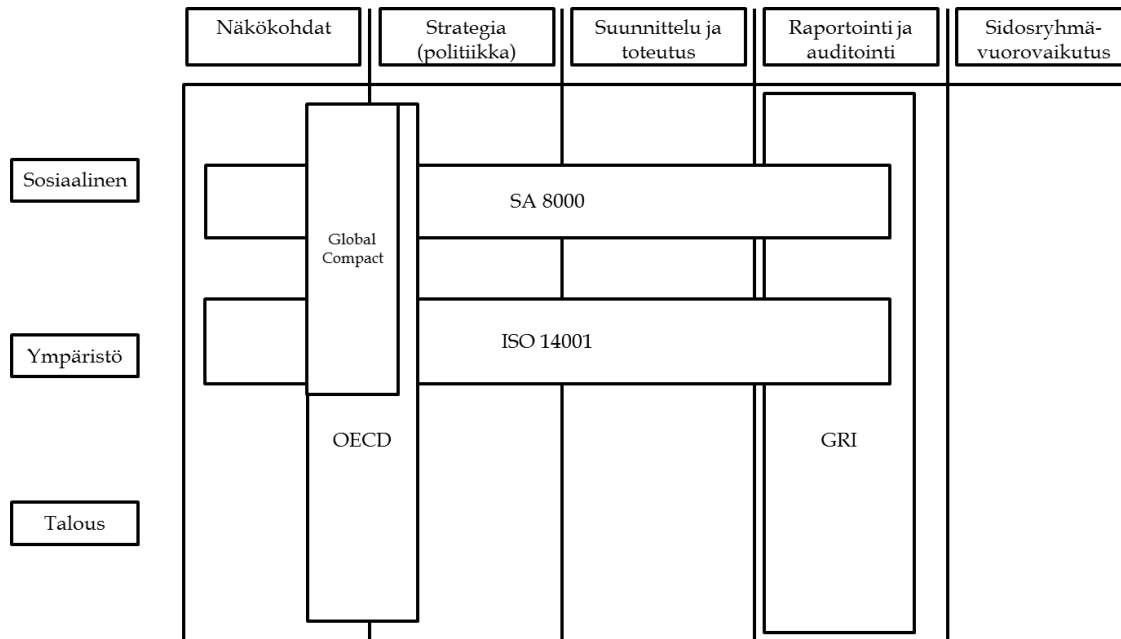 Näkökohdat
Strategia
(politiikka)
Suunnittelu ja
toteutus
Raportointi ja
auditointi
Sidosryhmä-
vuorovaikutus
Sosiaalinen
SA 8000
Global
Compact
Ympäristö
ISO 14001
OECD
GRI
Talous